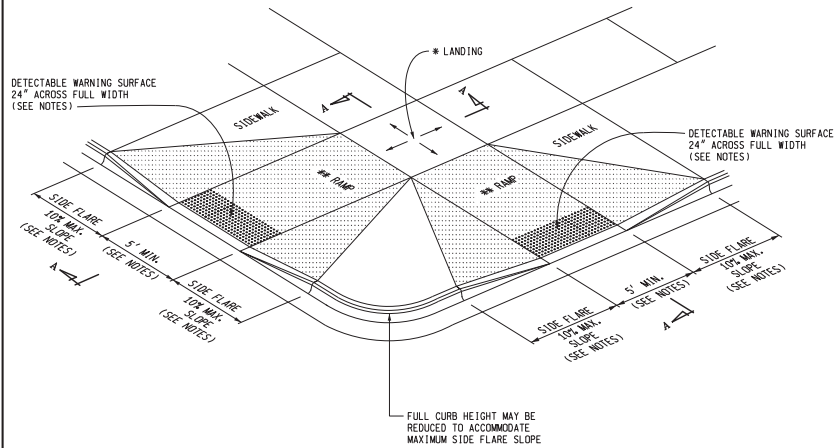 * LANDING
DETECTABLE WARNING SURFACE
24" ACROSS FULL WIDTH
(SEE NOTES)
A
A
SIDEWALK
SIDEWALK
DETECTABLE WARNING SURFACE
24" ACROSS FULL WIDTH
(SEE NOTES)
** RAMP
** RAMP
SIDE FLARE
10% MAX.
SLOPE
(SEE NOTES)
5' MIN.
(SEE NOTES)
SIDE FLARE
10% MAX.
SLOPE
(SEE NOTES)
A
SIDE FLARE
10% MAX.
SLOPE
(SEE NOTES)
5' MIN.
(SEE NOTES)
SIDE FLARE
10% MAX.
SLOPE
(SEE NOTES)
A
FULL CURB HEIGHT MAY BE
REDUCED TO ACCOMMODATE
MAXIMUM SIDE FLARE SLOPE